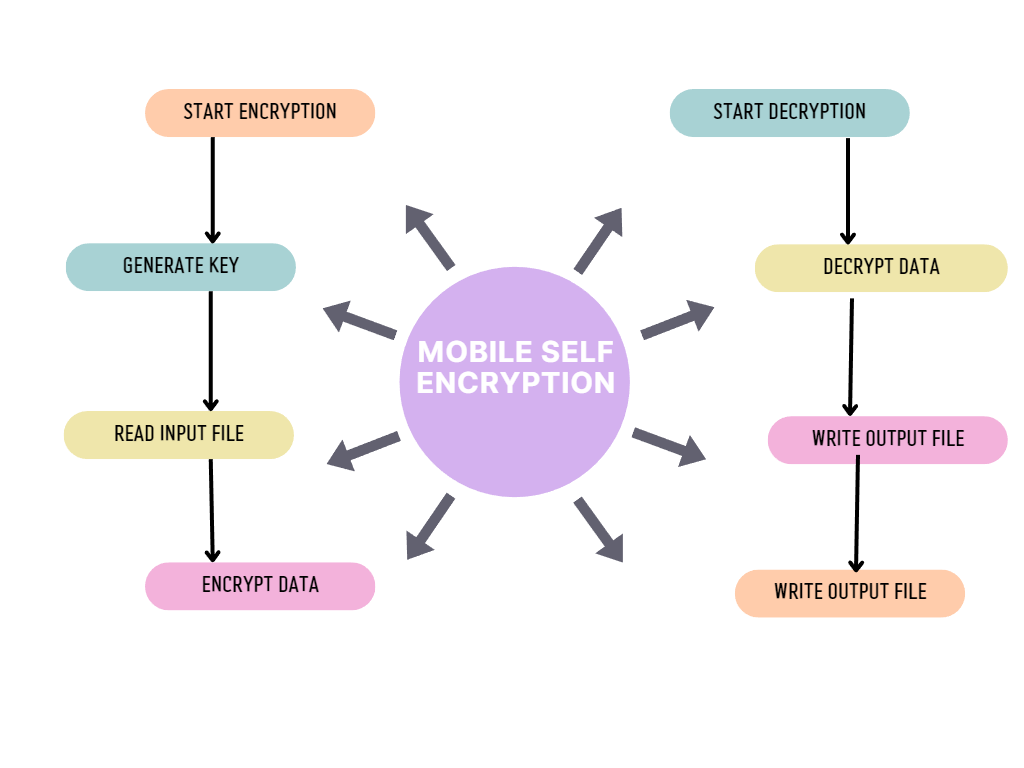 START ENCRYPTION
GENERATE KEY
READ INPUT FILE
ENCRYPT DATA
MOBILE SELF
ENCRYPTION
START DECRYPTION
DECRYPT DATA
WRITE OUTPUT FILE
WRITE OUTPUT FILE